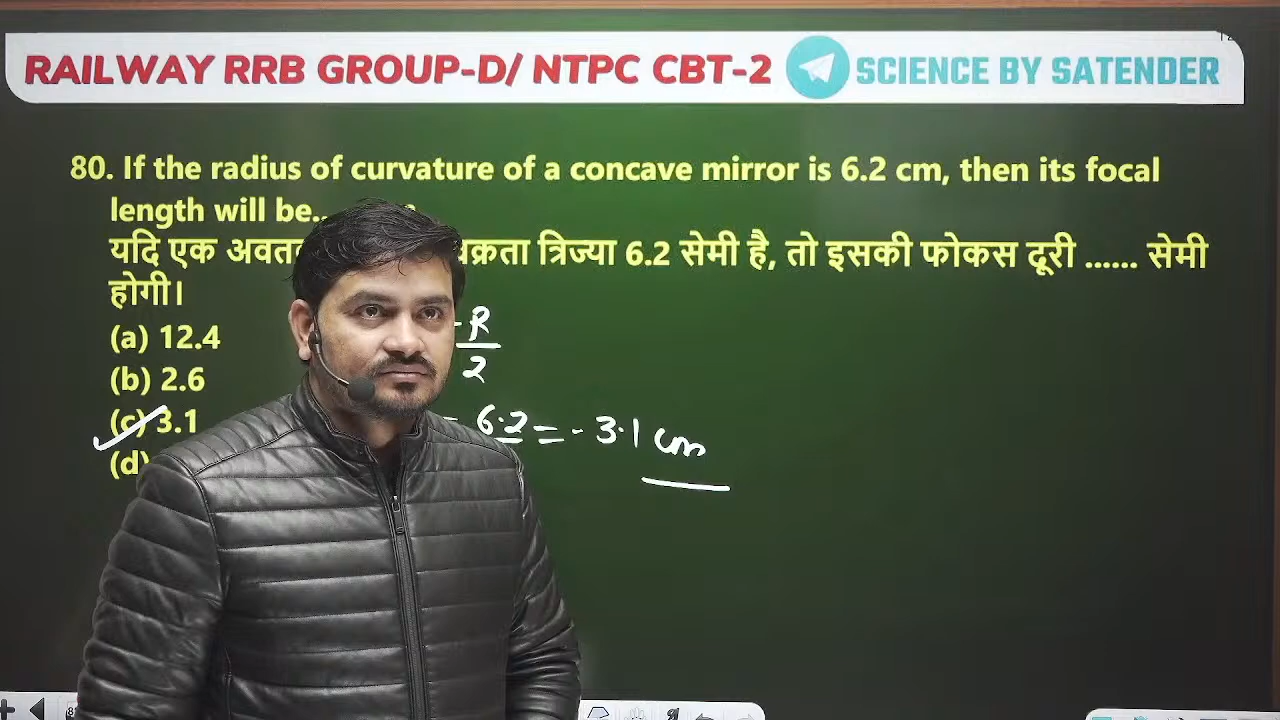 RAILWAY RRB GROUP-D/ NTPC CBT-2 SCIENCE BY SATENDER
80. If the radius of curvature of a concave mirror is 6.2 cm, then its focal
length will be..
यदि एक वक्रता त्रिज्या 6.2 सेमी है, तो इसकी फोकस दूरी ...... सेमी
होगी।
(a) 12.4
- R
2
(b) 2.6
(c) 3.1
- 6.2 = - 3.1 cm
(d)